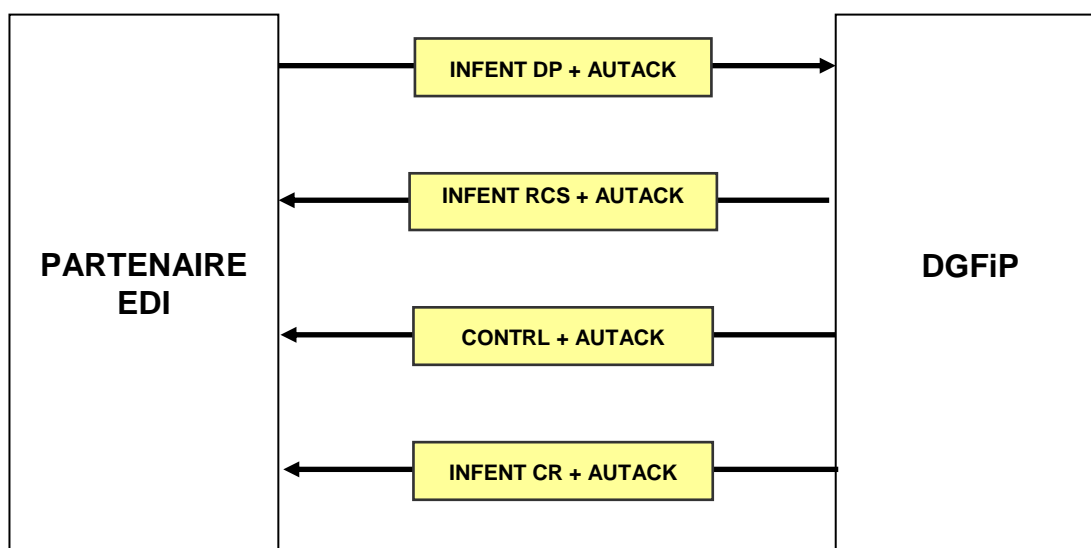 INFENT DP + AUTACK
INFENT RCS + AUTACK
PARTENAIRE
EDI
DGFiP
CONTRL + AUTACK
INFENT CR + AUTACK